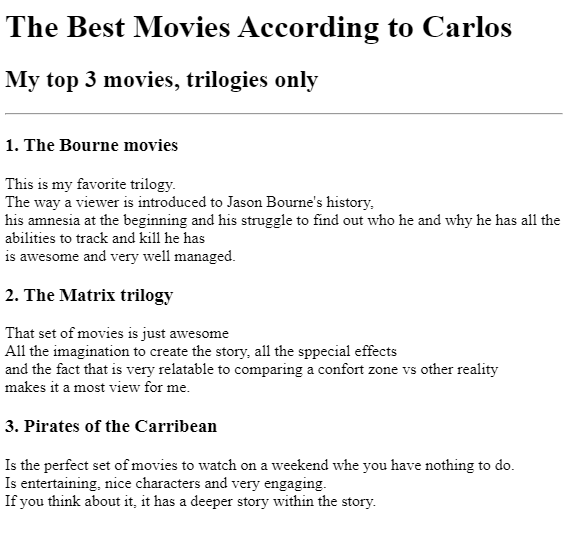 The Best Movies According to Carlos
My top 3 movies, trilogies only
1. The Bourne movies
This is my favorite trilogy.
The way a viewer is introduced to Jason Bourne's history,
his amnesia at the beginning and his struggle to find out who he and why he has all the
abilities to track and kill he has
is awesome and very well managed.
2. The Matrix trilogy
That set of movies is just awesome
All the imagination to create the story, all the sppecial effects
and the fact that is very relatable to comparing a confort zone vs other reality
makes it a most view for me.
3. Pirates of the Carribean
Is the perfect set of movies to watch on a weekend whe you have nothing to do.
Is entertaining, nice characters and very engaging.
If you think about it, it has a deeper story within the story.